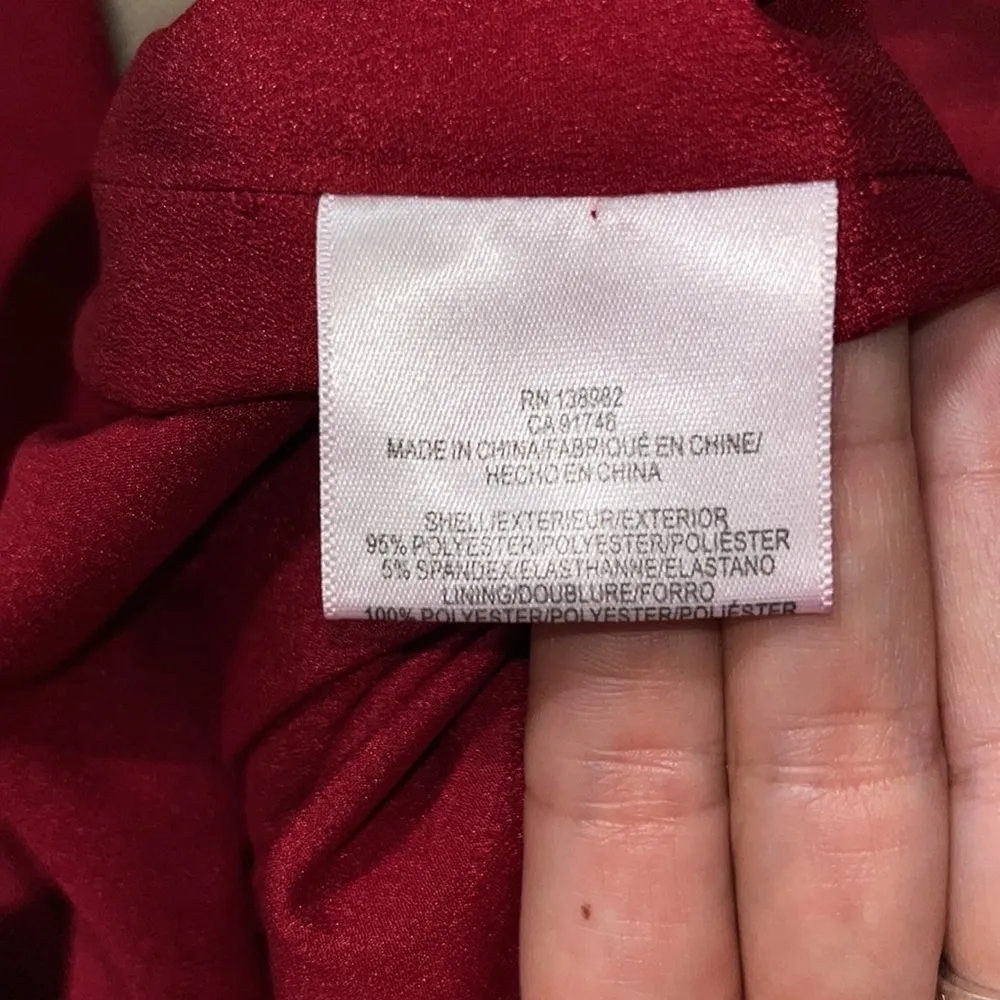 RN 138982
CA 91746
MADE IN CHINA/FABRIQUÉ EN CHINE/
HECHO EN CHINA
SHELL/EXTERIEUR/EXTERIOR
95% POLYESTER/POLYESTER/POLIÉSTER
5% SPANDEX/ELASTHANNE/ELASTANO
LINING/DOUBLURE/FORRO
100% POLYESTER/POLYESTER/POLIÉSTER